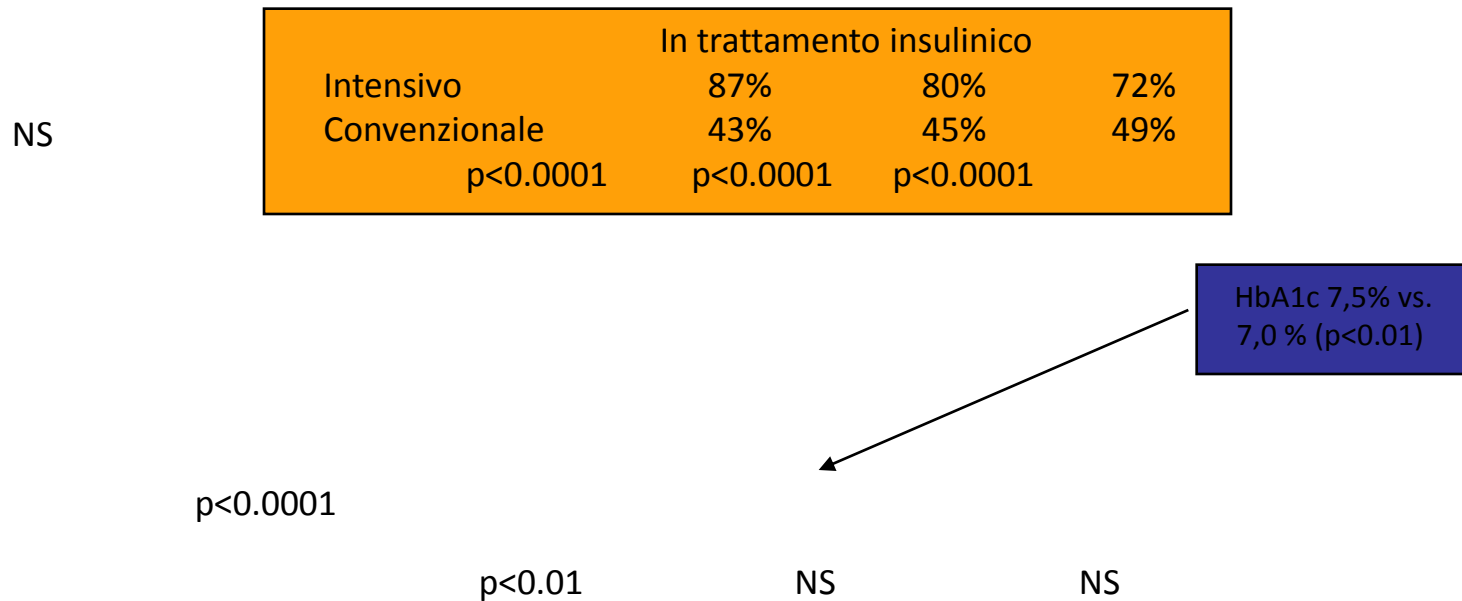 In trattamento insulinico
Intensivo 87% 80% 72%
NS
Convenzionale 43% 45% 49%
p<0.0001 p<0.0001 p<0.0001
HbA1c 7,5% vs.
7,0 % (p<0.01)
p<0.0001
p<0.01 NS NS